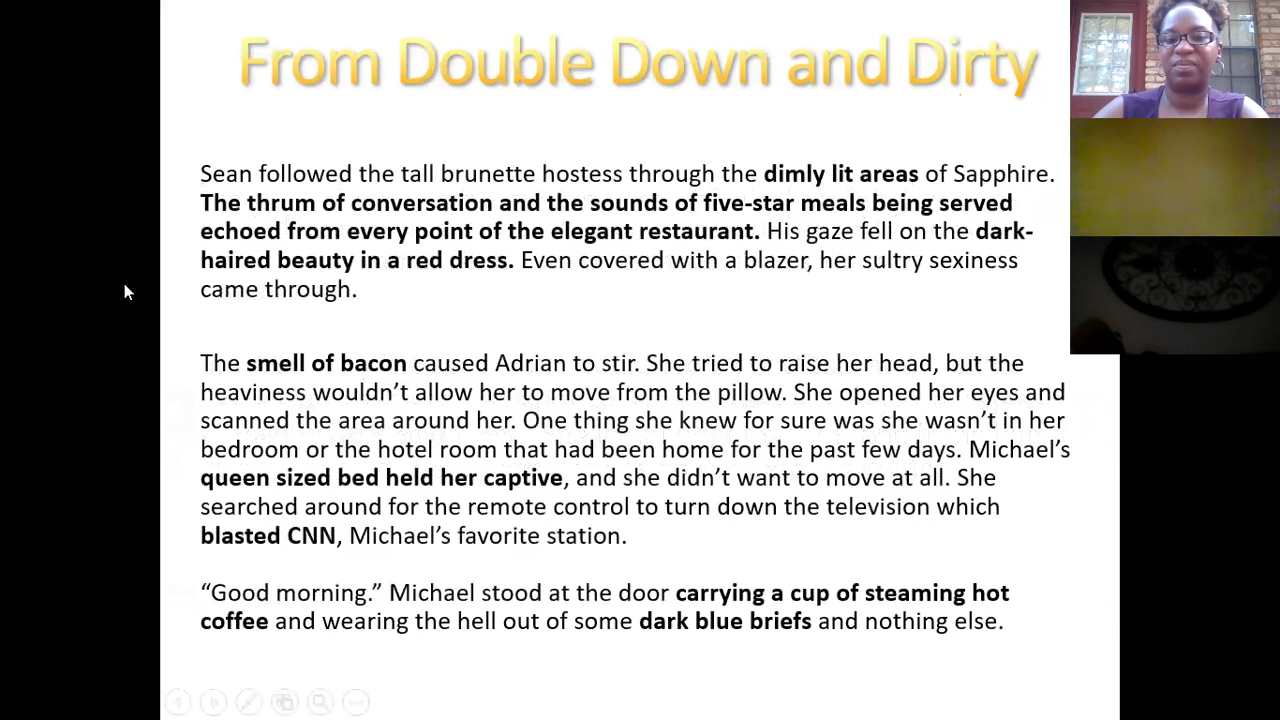 From Double Down and Dirty
Sean followed the tall brunette hostess through the dimly lit areas of Sapphire.
The thrum of conversation and the sounds of five-star meals being served
echoed from every point of the elegant restaurant. His gaze fell on the dark-
haired beauty in a red dress. Even covered with a blazer, her sultry sexiness
came through.
The smell of bacon caused Adrian to stir. She tried to raise her head, but the
heaviness wouldn’t allow her to move from the pillow. She opened her eyes and
scanned the area around her. One thing she knew for sure was she wasn’t in her
bedroom or the hotel room that had been home for the past few days. Michael’s
queen sized bed held her captive, and she didn’t want to move at all. She
searched around for the remote control to turn down the television which
blasted CNN, Michael’s favorite station.
“Good morning.” Michael stood at the door carrying a cup of steaming hot
coffee and wearing the hell out of some dark blue briefs and nothing else.